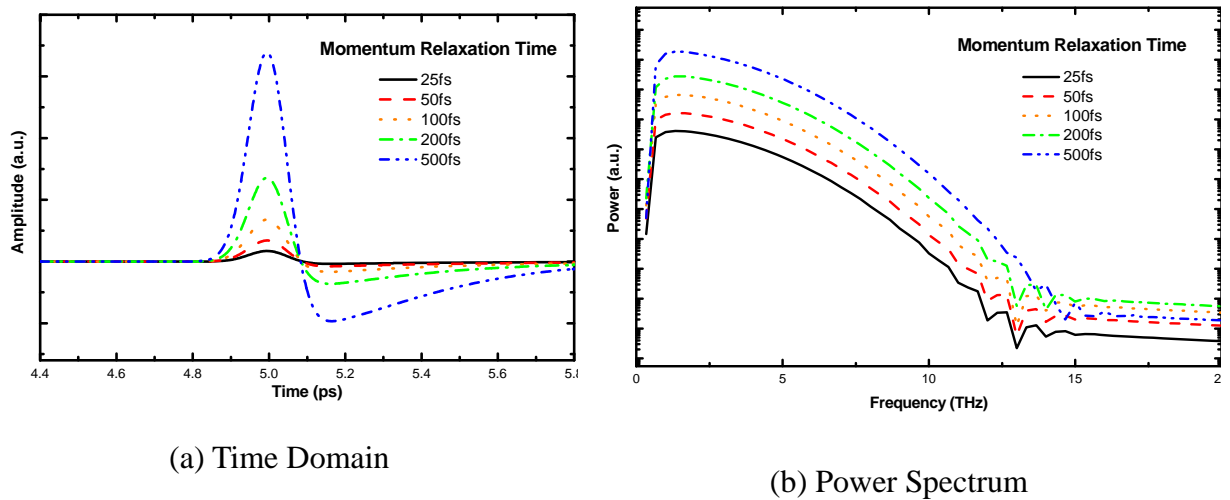 Momentum Relaxation Time
25fs
50fs
100fs
200fs
500fs
Amplitude (a.u.)
4.4 4.6 4.8 5.0 5.2 5.4 5.6 5.8
Time (ps)
(a) Time Domain
Momentum Relaxation Time
25fs
50fs
100fs
200fs
500fs
Power (a.u.)
0 5 10 15 2
Frequency (THz)
(b) Power Spectrum